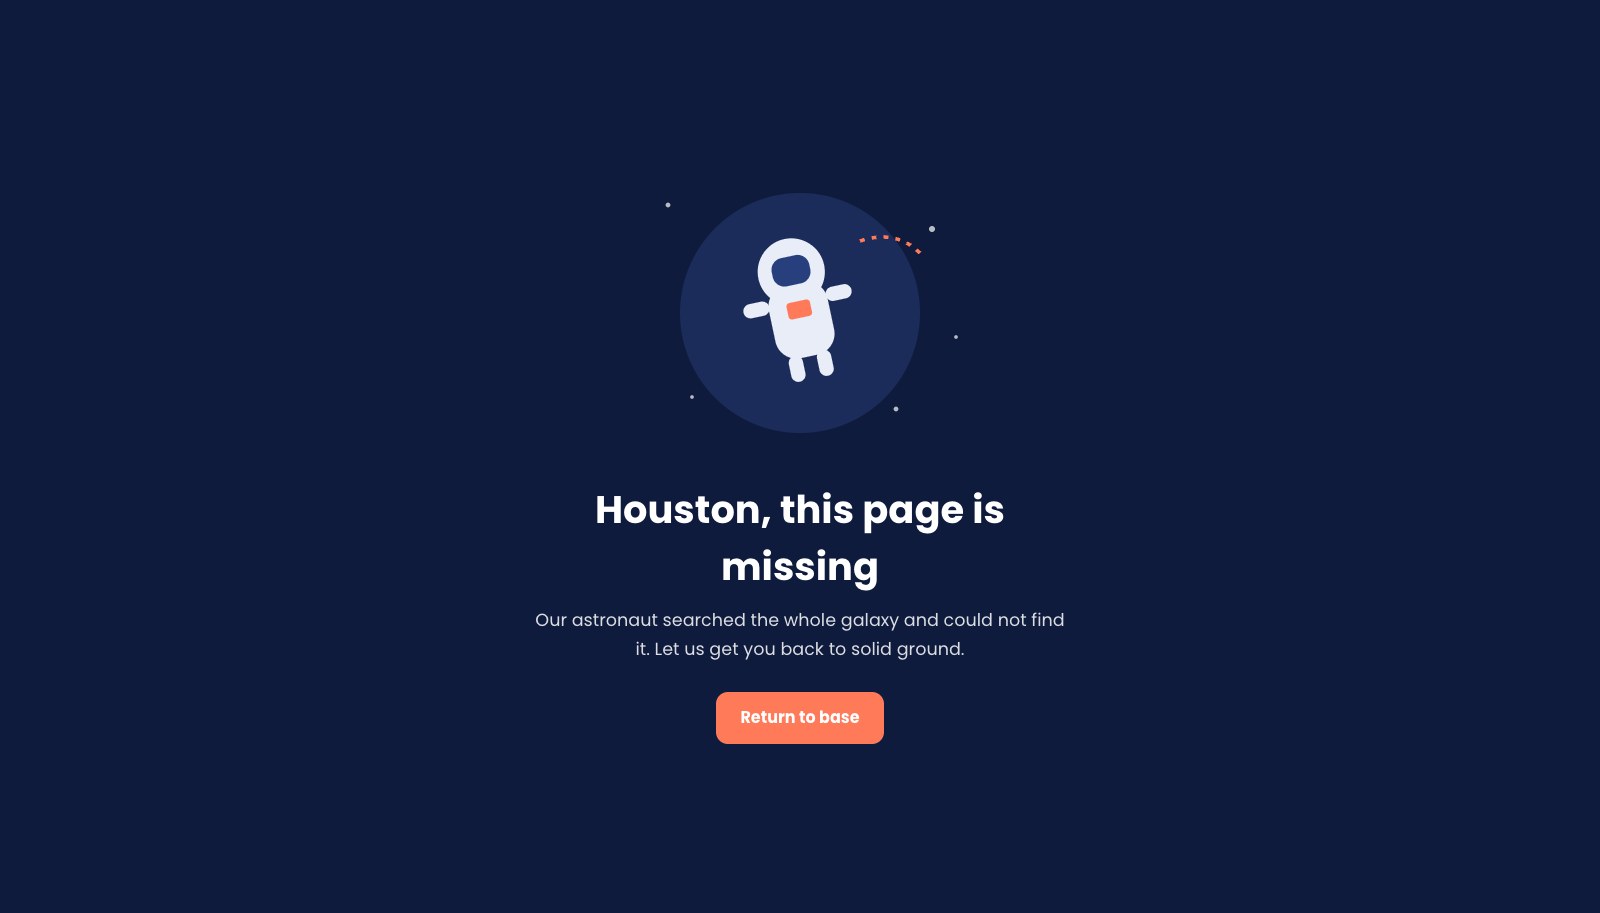 Houston, this page is
missing
Our astronaut searched the whole galaxy and could not find
it. Let us get you back to solid ground.
Return to base